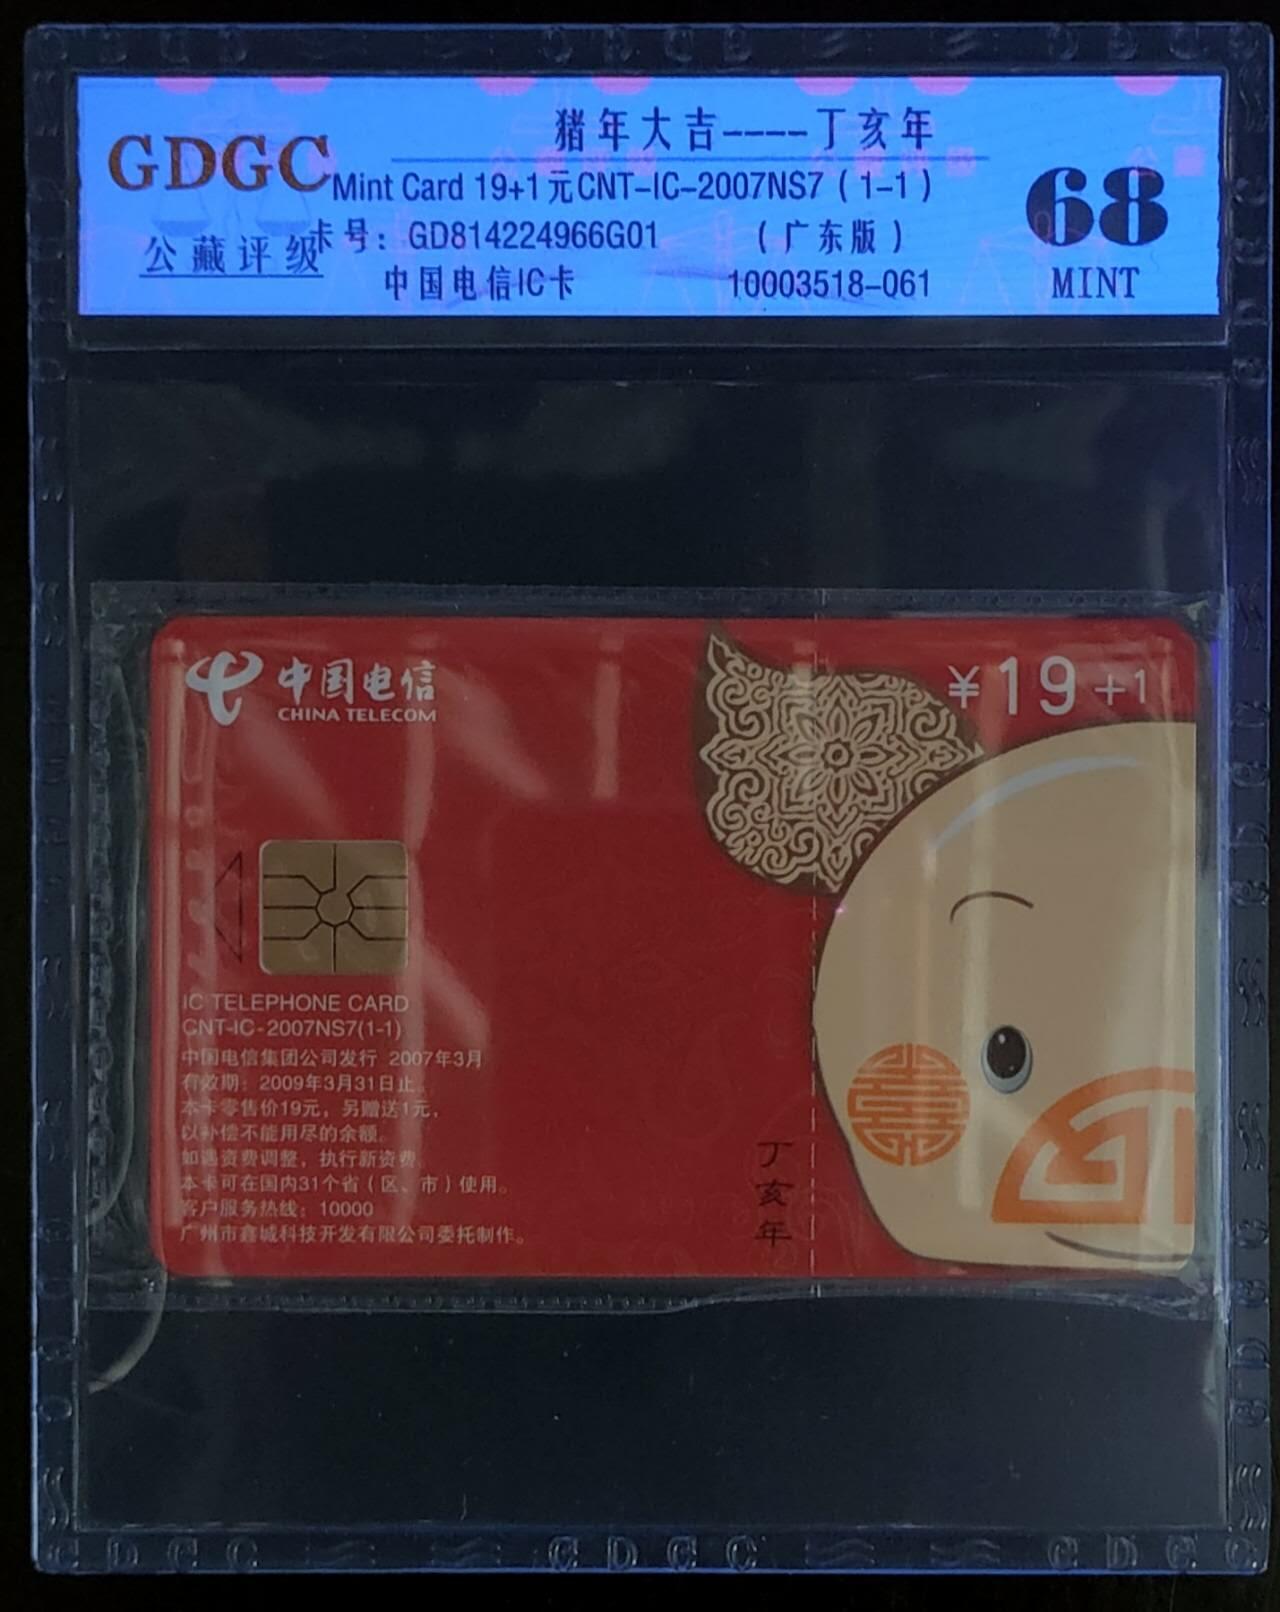 猪年大吉----丁亥年
GDGC
Mint Card 19+1元CNT-IC-2007NS7(1-1)
68
公藏评级
卡号：GD814224966G01 (广东版)
中国电信IC卡 10003518-061
MINT
中国电信
CHINA TELECOM
¥19+1
IC TELEPHONE CARD
CNT-IC-2007NS7(1-1)
中国电信集团公司发行 2007年3月
有效期：2009年3月31日止。
本卡零售价19元，另赠送1元，
以补偿不能用尽的余额。
如遇资费调整，执行新资费。
本卡可在国内31个省（区、市）使用。
客户服务热线：10000
广州市鑫城科技开发有限公司委托制作。
丁亥年
GDGC GDGC GDGC